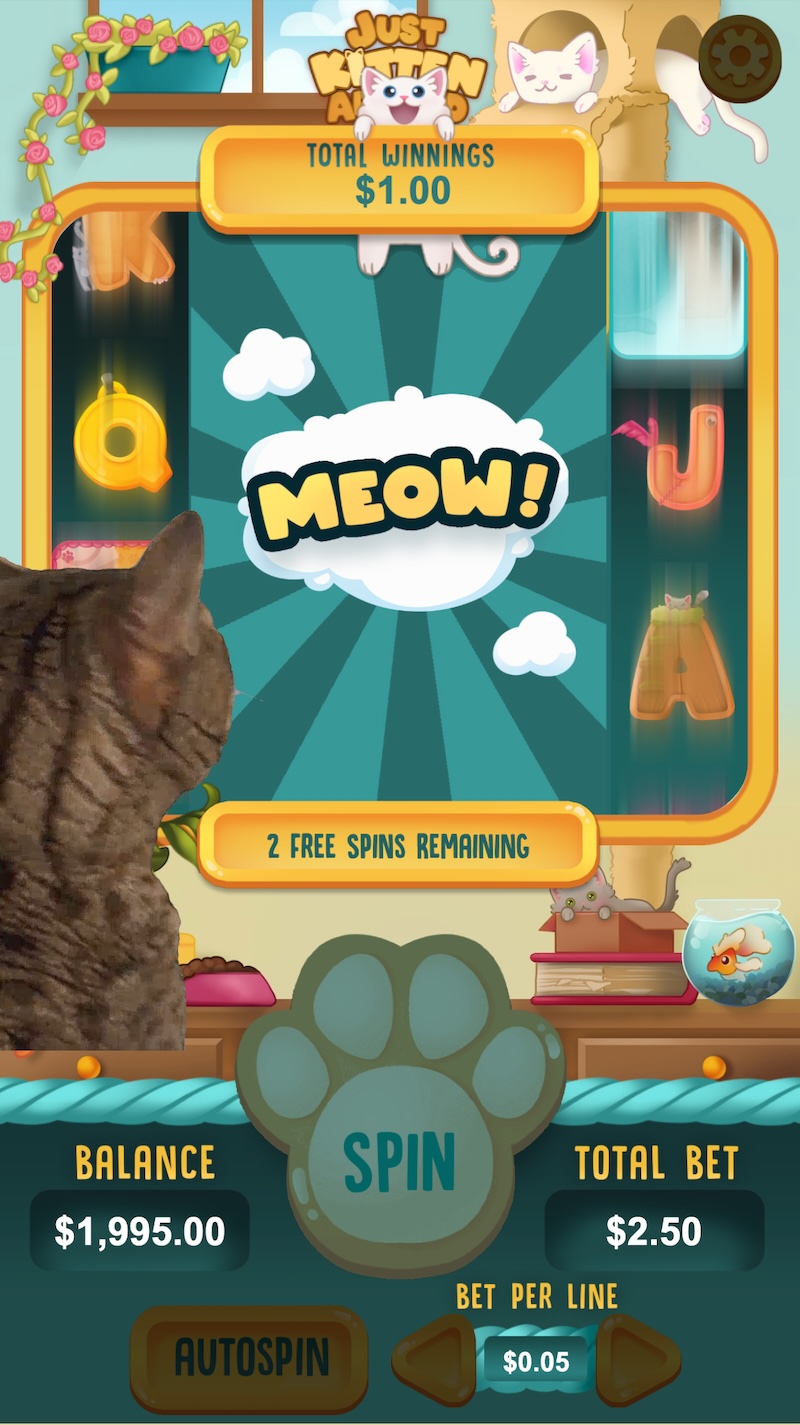 JUST
KITTEN
TOTAL WINNINGS
$1.00
K
Q
J
A
MEOW!
2 FREE SPINS REMAINING
SPIN
BALANCE
$1,995.00
TOTAL BET
$2.50
BET PER LINE
$0.05
AUTOSPIN